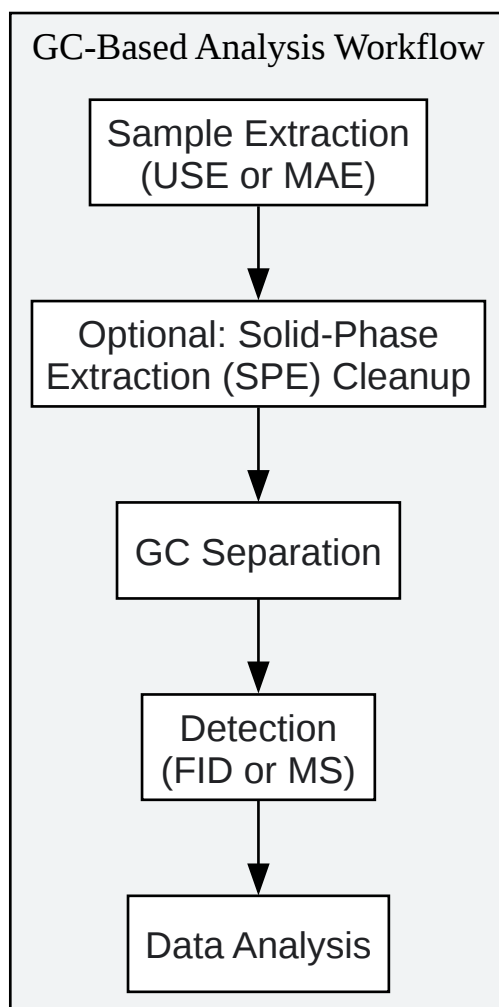 GC-Based Analysis Workflow
Sample Extraction
(USE or MAE)
Optional: Solid-Phase
Extraction (SPE) Cleanup
GC Separation
Detection
(FID or MS)
Data Analysis